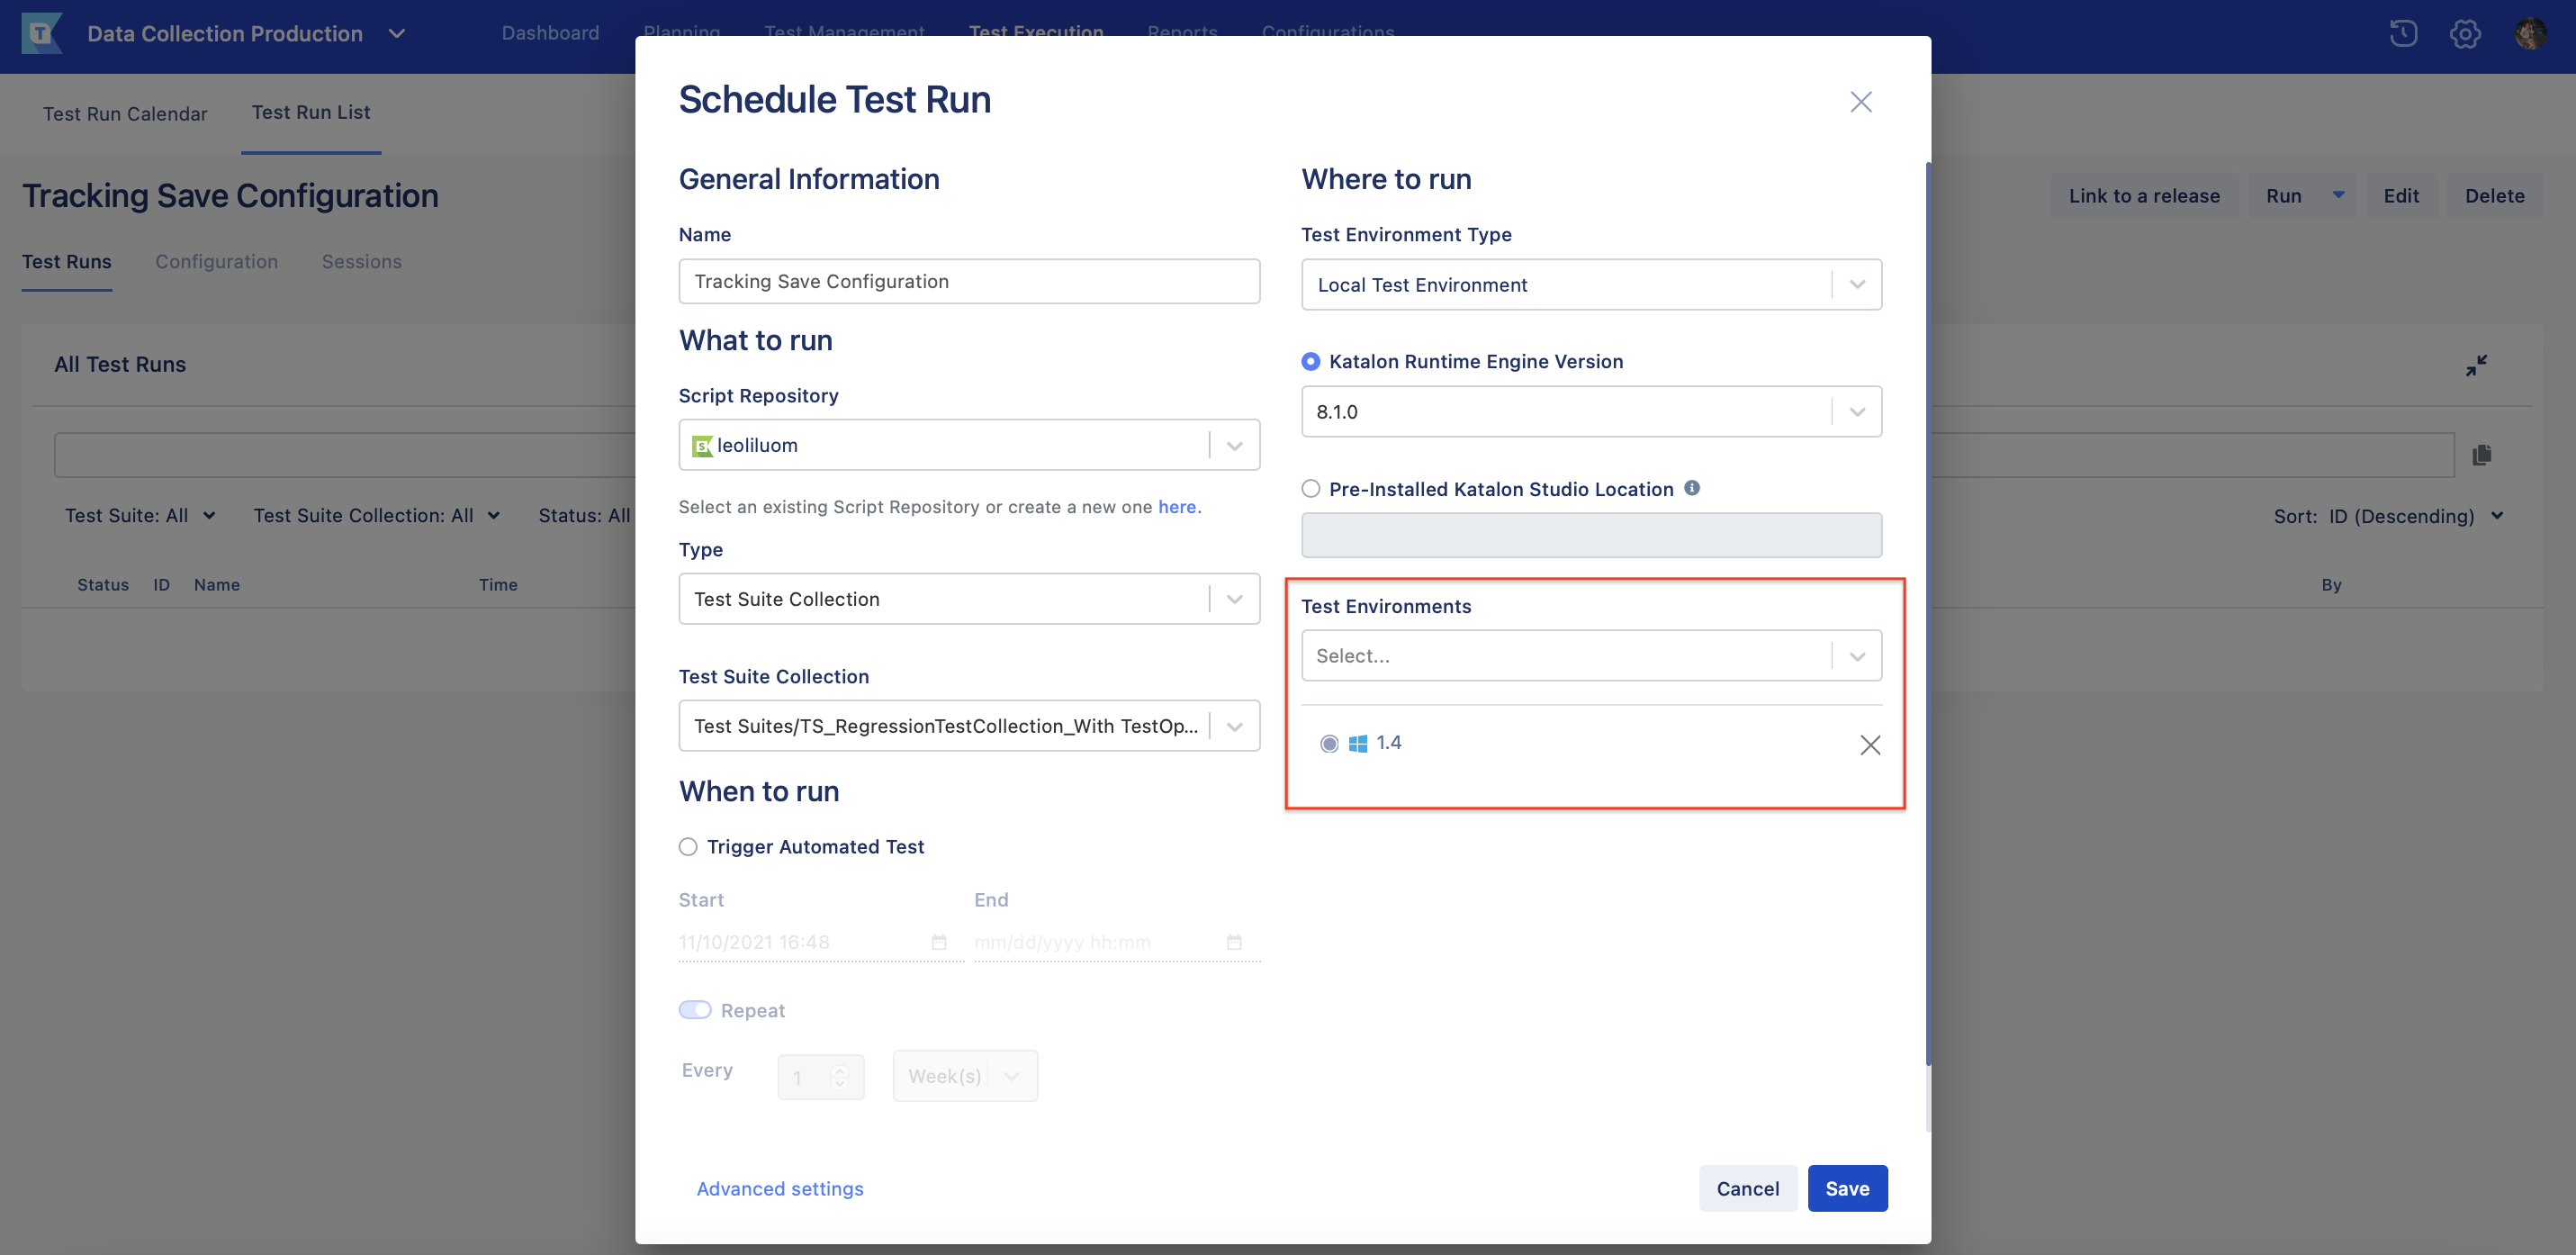 T
Data Collection Production
Dashboard
Planning
Test Management
Test Execution
Reports
Configurations
Test Run Calendar
Test Run List
Tracking Save Configuration
Link to a release
Run
Edit
Delete
Test Runs
Configuration
Sessions
All Test Runs
Test Suite: All
Test Suite Collection: All
Status: All
Sort: ID (Descending)
Status
ID
Name
Time
By
Schedule Test Run
General Information
Name
Tracking Save Configuration
What to run
Script Repository
leoliluom
Select an existing Script Repository or create a new one here.
Type
Test Suite Collection
Test Suite Collection
Test Suites/TS_RegressionTestCollection_With TestOp...
When to run
Trigger Automated Test
Start
End
11/10/2021 16:48
mm/dd/yyyy hh:mm
Repeat
Every
1
Week(s)
Where to run
Test Environment Type
Local Test Environment
Katalon Runtime Engine Version
8.1.0
Pre-Installed Katalon Studio Location
Test Environments
Select...
1.4
Advanced settings
Cancel
Save